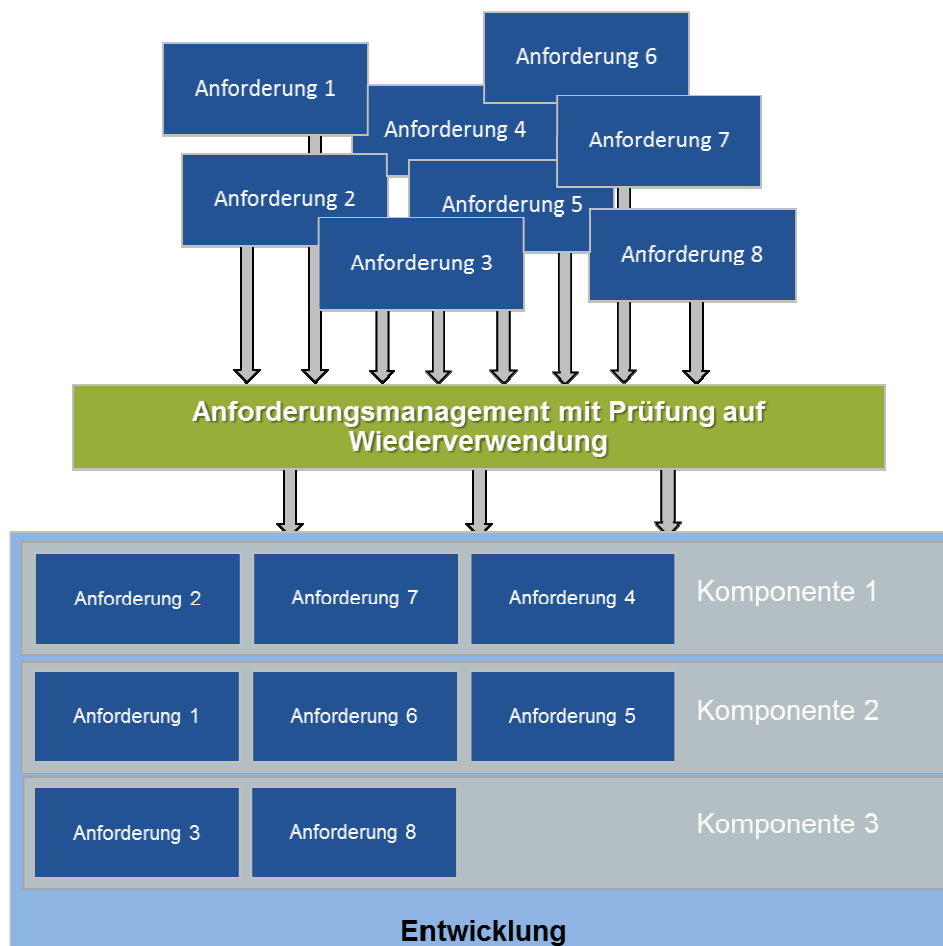 Anforderung 6
Anforderung 1
Anforderung 4
Anforderung 7
Anforderung 2
Anforderung 5
Anforderung 3
Anforderung 8
Anforderungsmanagement mit Prüfung auf
Wiederverwendung
Anforderung 2
Anforderung 7
Anforderung 4
Komponente 1
Anforderung 1
Anforderung 6
Anforderung 5
Komponente 2
Anforderung 3
Anforderung 8
Komponente 3
Entwicklung